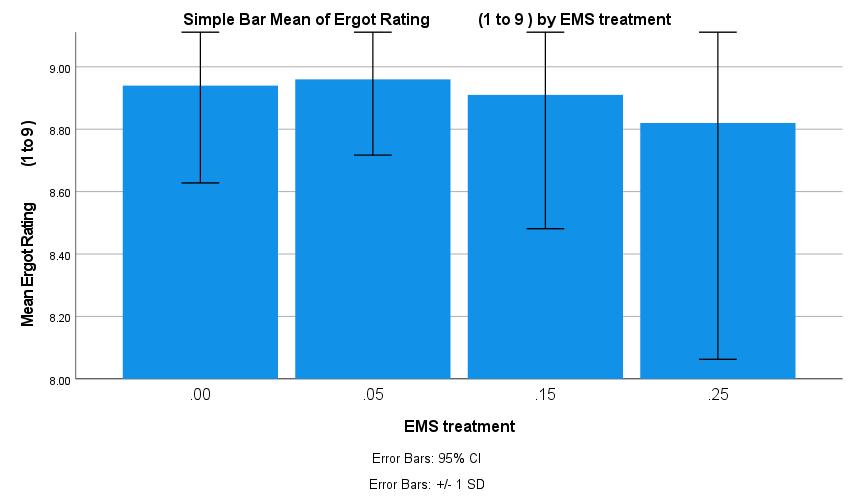 Simple Bar Mean of Ergot Rating (1 to 9 ) by EMS treatment
Mean Ergot Rating (1 to 9 )
9.00
8.80
8.60
8.40
8.20
8.00
.00 .05 .15 .25
EMS treatment
Error Bars: 95% CI
Error Bars: +/- 1 SD